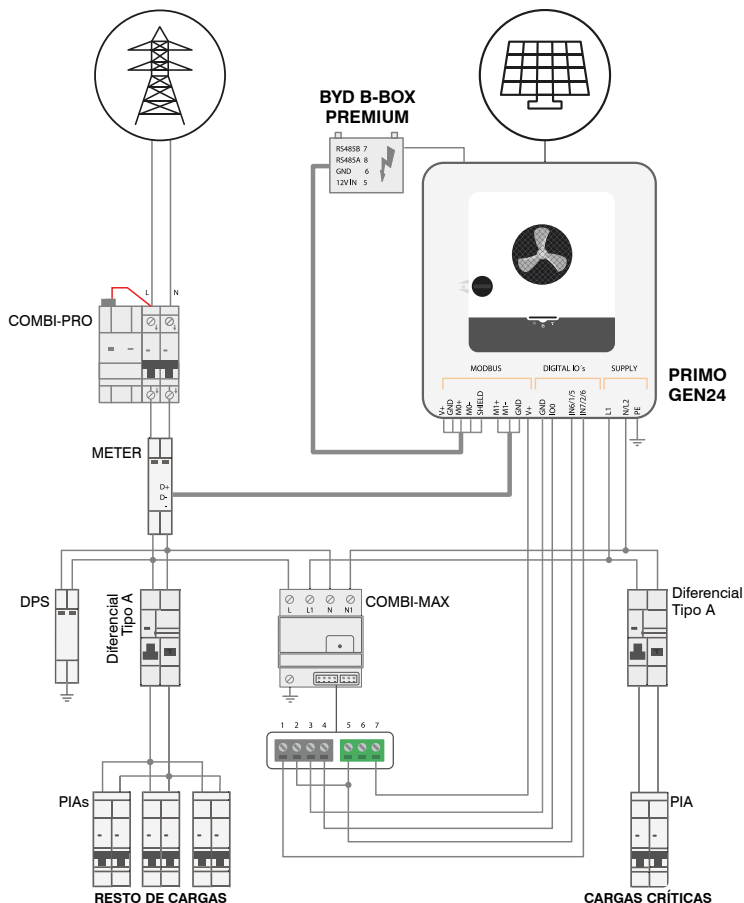 BYD B-BOX
PREMIUM
RS485B 7
RS485A 8
GND 6
12V IN 5
L N
COMBI-PRO
MODBUS DIGITAL IO´s SUPPLY
PRIMO
GEN24
V+ GND M0+ M0- SHIELD M1+ M1- GND V+ GND IO0 IN6/1/5 IN7/2/6 L1 N/L2 PE
METER
D+
D-
-
DPS
Diferencial
Tipo A
L L1 N N1
COMBI-MAX
Diferencial
Tipo A
1 2 3 4 5 6 7
PIAs
PIA
RESTO DE CARGAS
CARGAS CRÍTICAS